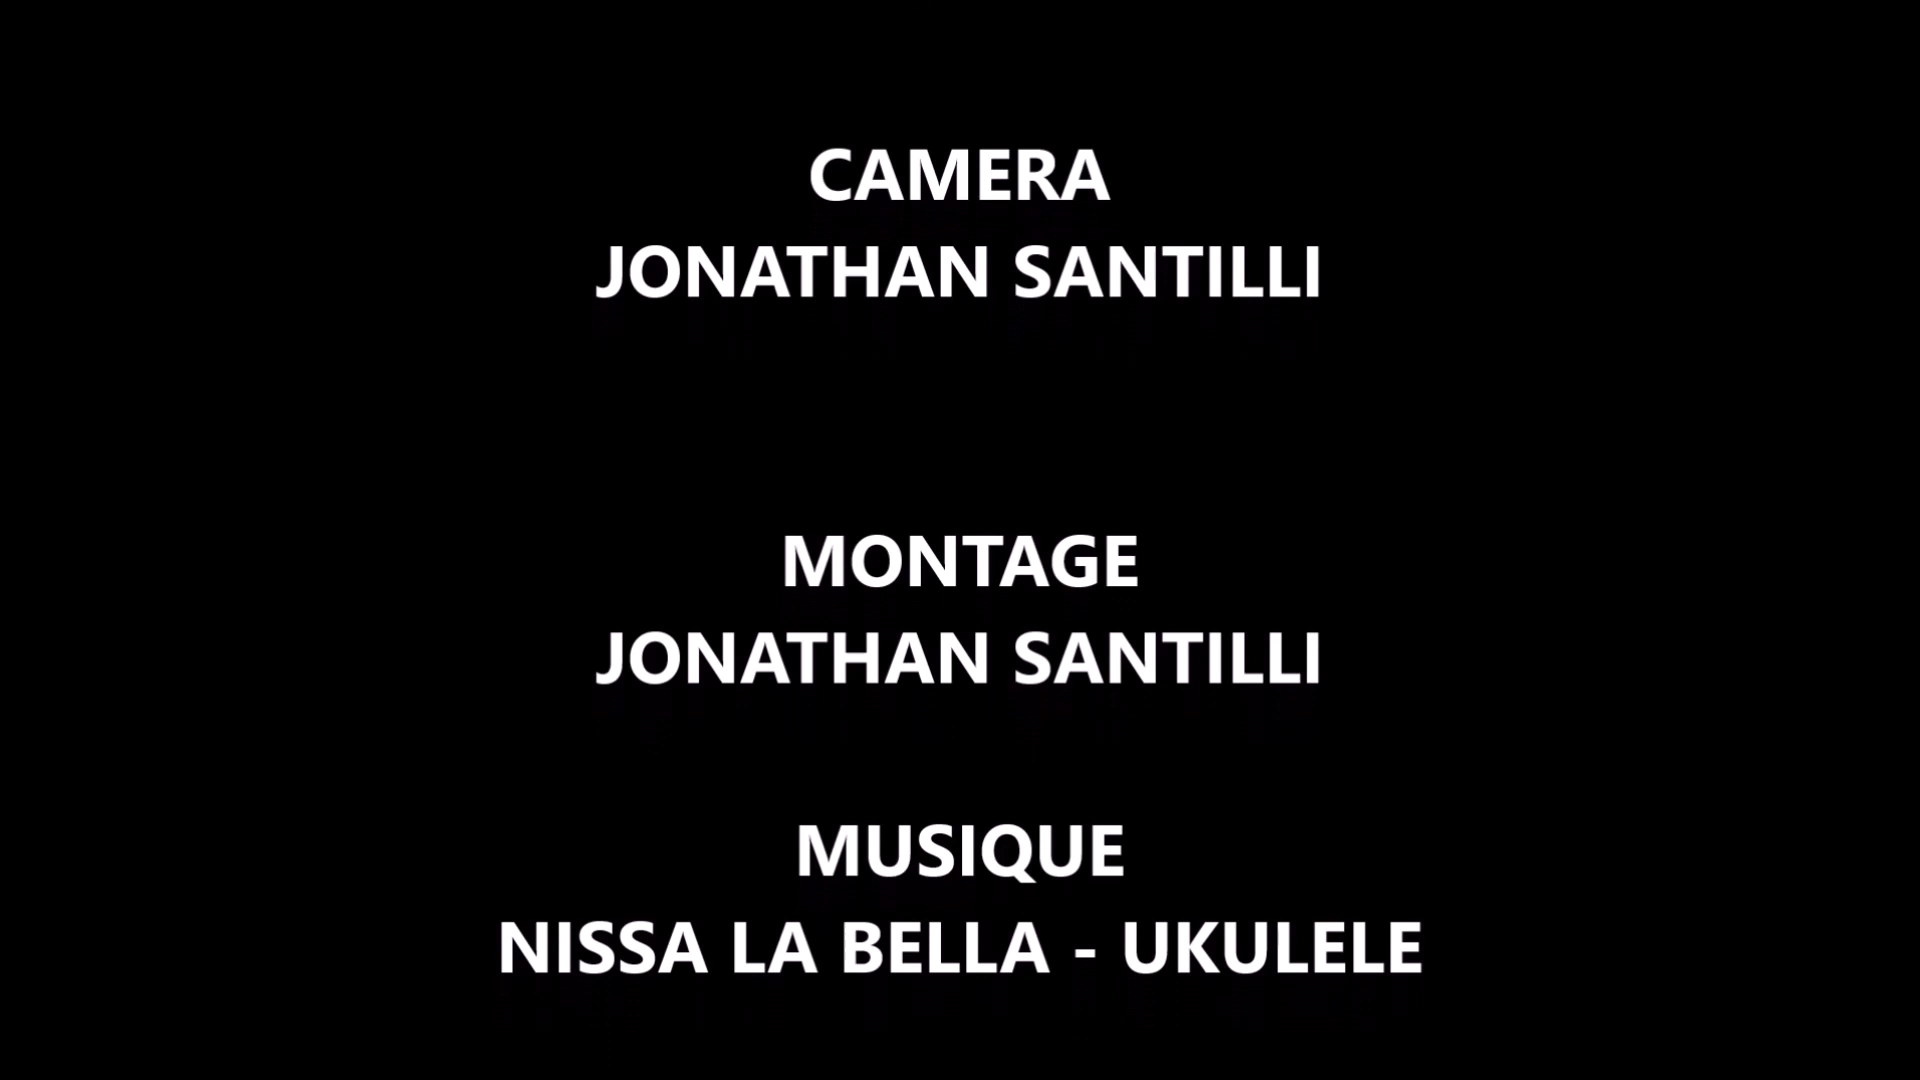 CAMERA
JONATHAN SANTILLI
MONTAGE
JONATHAN SANTILLI
MUSIQUE
NISSA LA BELLA - UKULELE